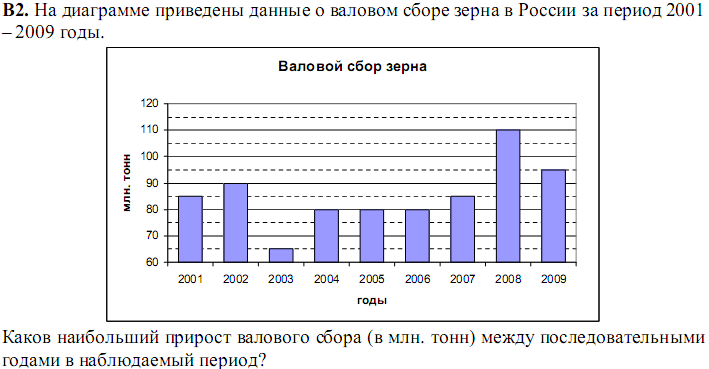 В2. На диаграмме приведены данные о валовом сборе зерна в России за период 2001
– 2009 годы.
Валовой сбор зерна
120
110
100
90
80
70
60
млн. тонн
2001 2002 2003 2004 2005 2006 2007 2008 2009
годы
Каков наибольший прирост валового сбора (в млн. тонн) между последовательными
годами в наблюдаемый период?